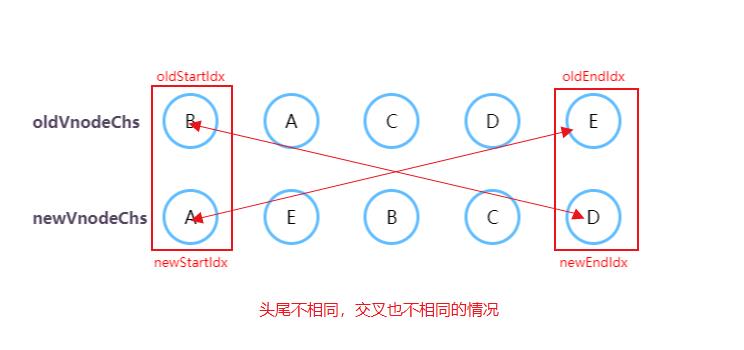 oldStartIdx oldEndIdx
oldVnodeChs B A C D E
newVnodeChs A E B C D
newStartIdx newEndIdx
头尾不相同，交叉也不相同的情况